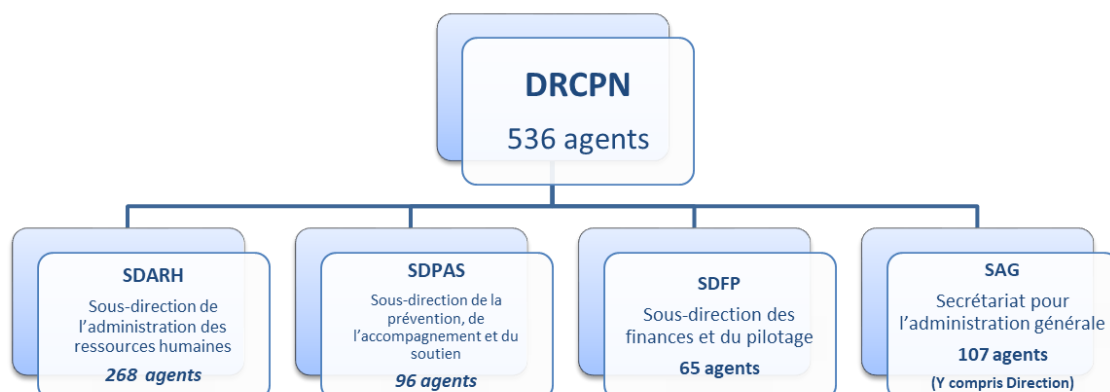 DRCPN
536 agents
SDARH
Sous-direction de
l'administration des
ressources humaines
268 agents
SDPAS
Sous-direction de la
prévention, de
l'accompagnement et du
soutien
96 agents
SDFP
Sous-direction des
finances et du pilotage
65 agents
SAG
Secrétariat pour
l'administration générale
107 agents
(Y compris Direction)